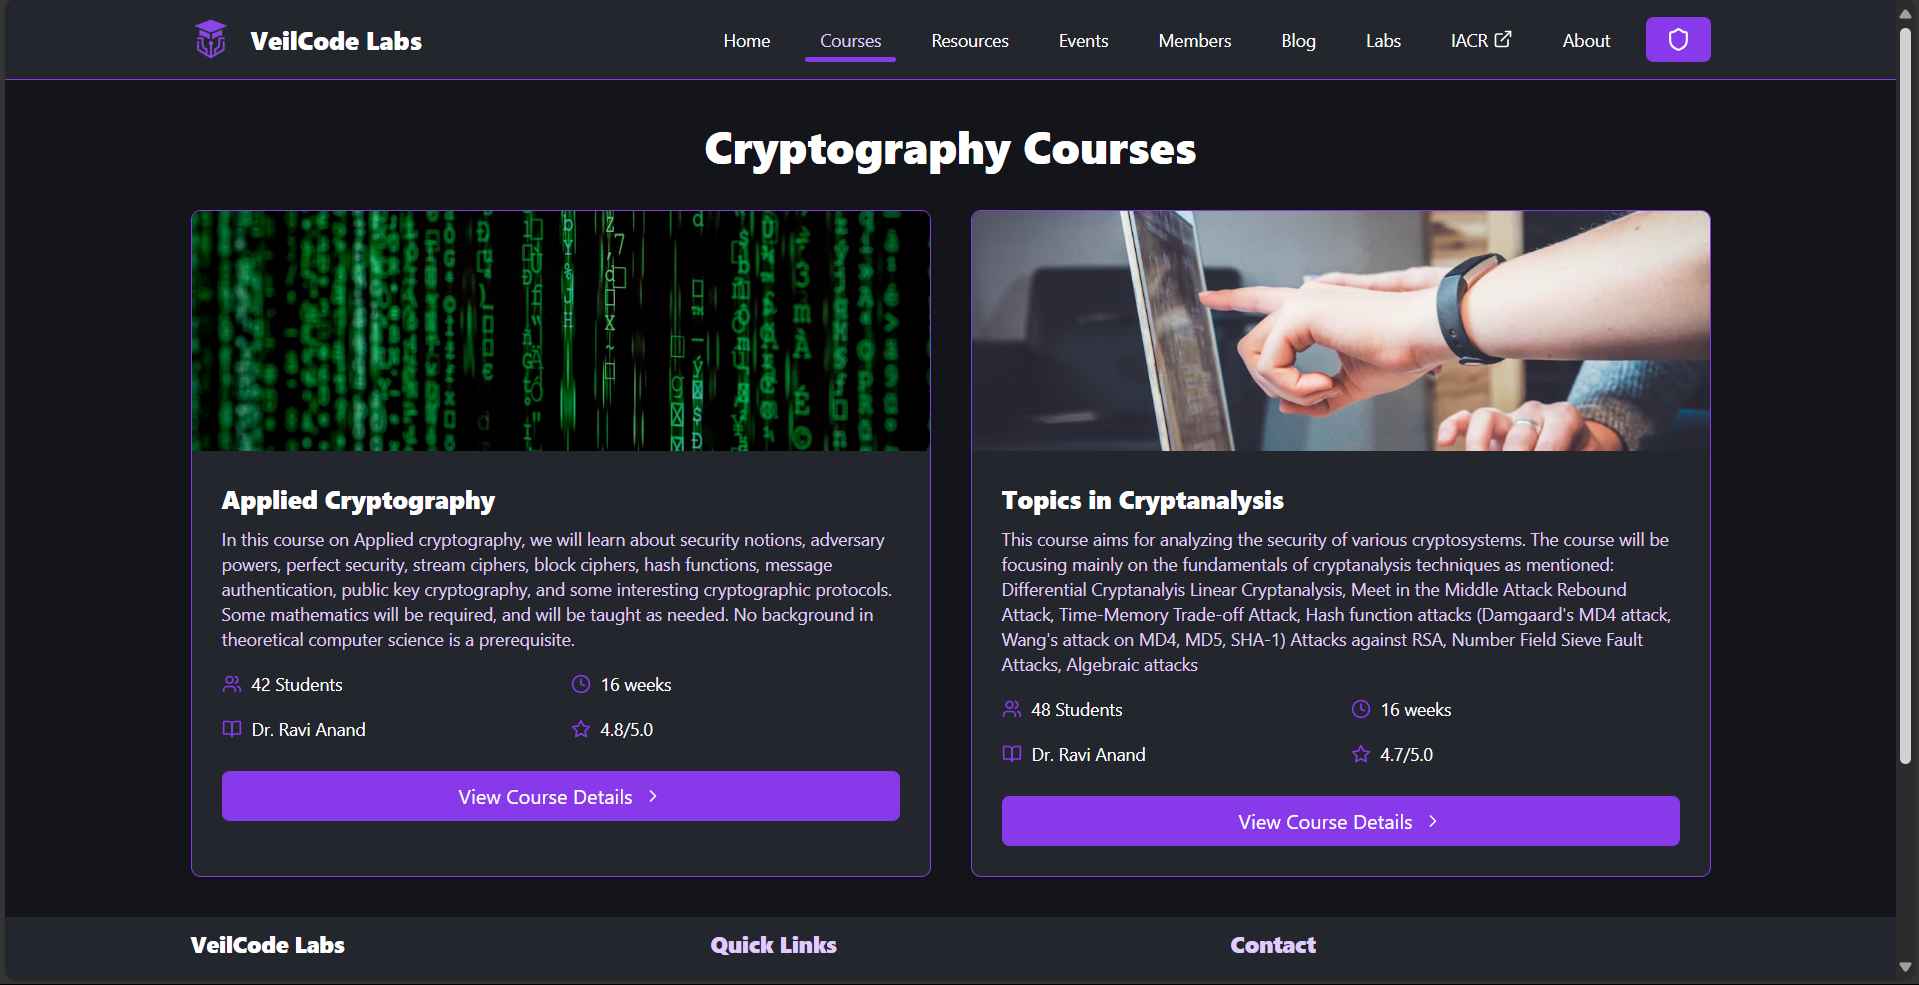 VeilCode Labs
Home
Courses
Resources
Events
Members
Blog
Labs
IACR
About
Cryptography Courses
Applied Cryptography
In this course on Applied cryptography, we will learn about security notions, adversary
powers, perfect security, stream ciphers, block ciphers, hash functions, message
authentication, public key cryptography, and some interesting cryptographic protocols.
Some mathematics will be required, and will be taught as needed. No background in
theoretical computer science is a prerequisite.
42 Students
16 weeks
Dr. Ravi Anand
4.8/5.0
View Course Details
Topics in Cryptanalysis
This course aims for analyzing the security of various cryptosystems. The course will be
focusing mainly on the fundamentals of cryptanalysis techniques as mentioned:
Differential Cryptanalyis Linear Cryptanalysis, Meet in the Middle Attack Rebound
Attack, Time-Memory Trade-off Attack, Hash function attacks (Damgaard's MD4 attack,
Wang's attack on MD4, MD5, SHA-1) Attacks against RSA, Number Field Sieve Fault
Attacks, Algebraic attacks
48 Students
16 weeks
Dr. Ravi Anand
4.7/5.0
View Course Details
VeilCode Labs
Quick Links
Contact